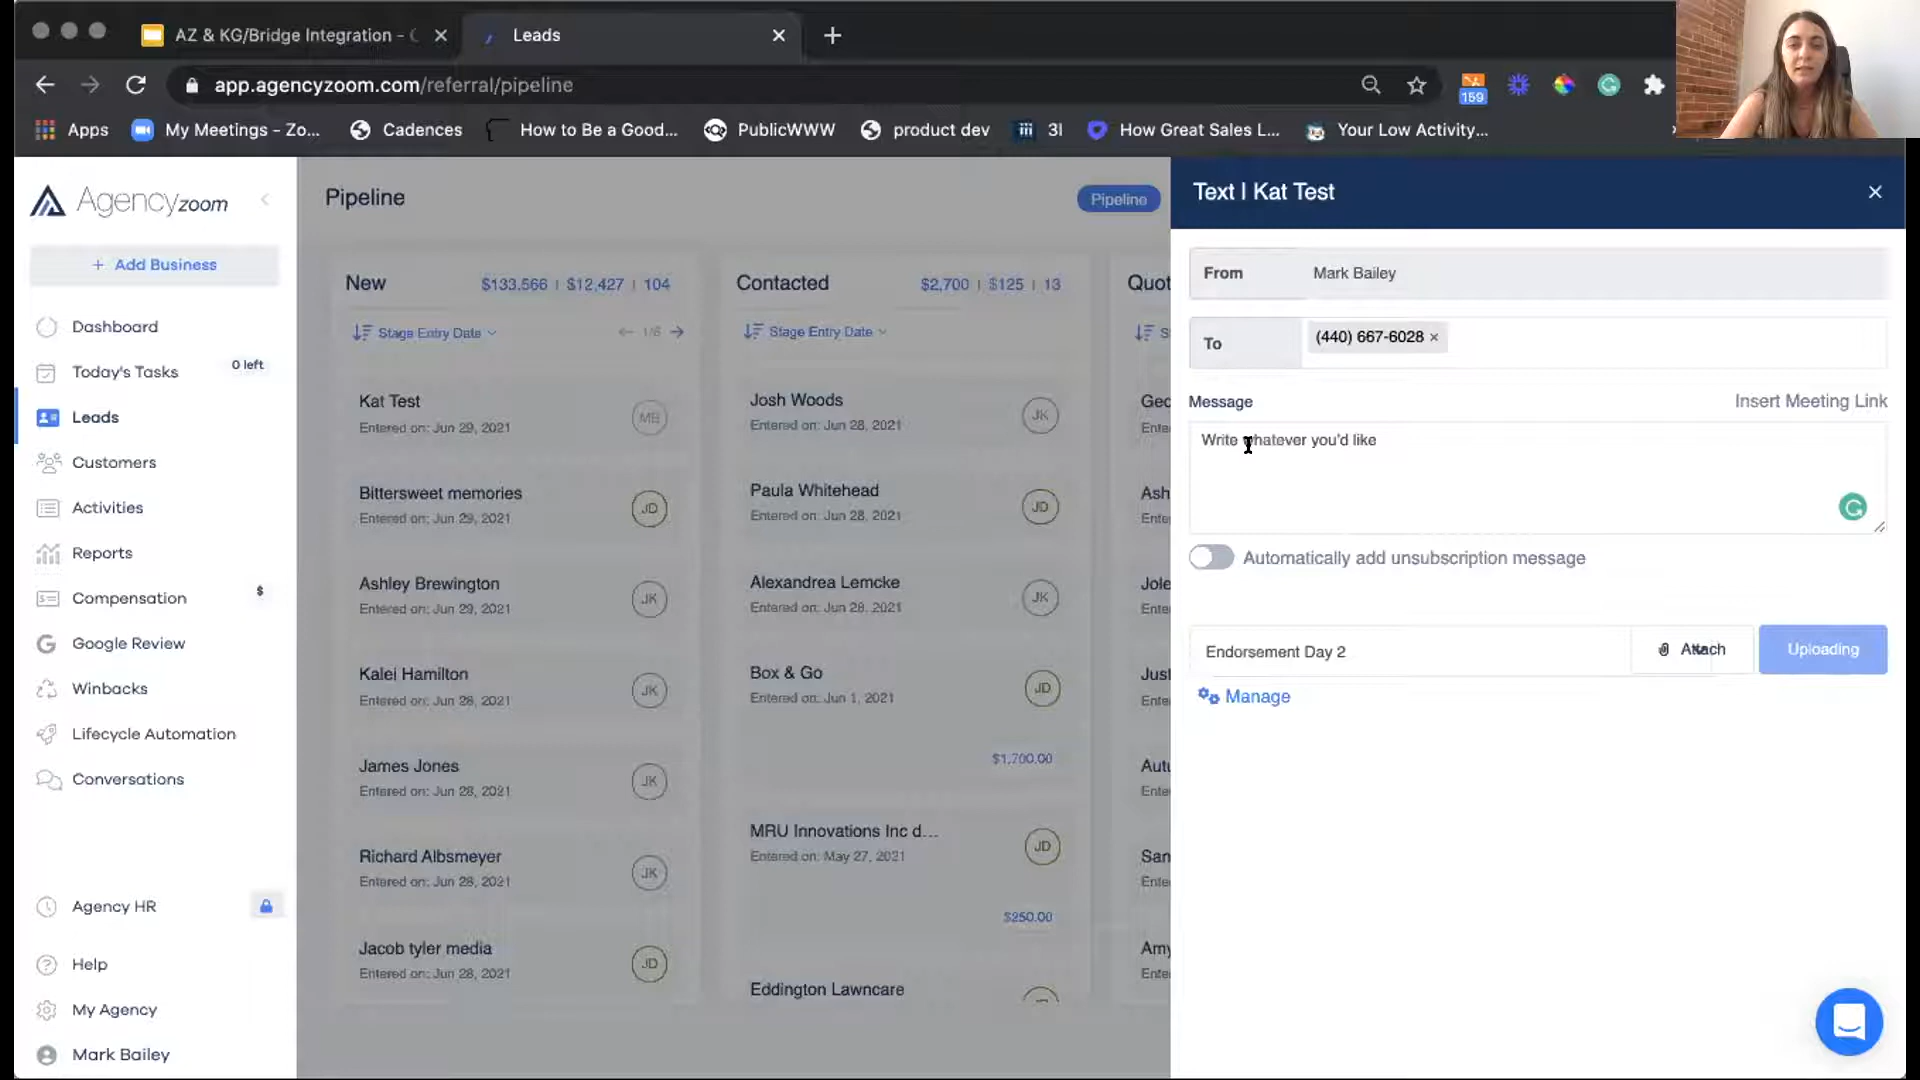 AZ & KG/Bridge Integration -
Leads
app.agencyzoom.com/referral/pipeline
159
Apps
My Meetings - Zo...
Cadences
How to Be a Good...
PublicWWW
product dev
3I
How Great Sales L...
Your Low Activity...
Agencyzoom
+ Add Business
Dashboard
Today's Tasks
0 left
Leads
Customers
Activities
Reports
Compensation
$
Google Review
Winbacks
Lifecycle Automation
Conversations
Agency HR
Help
My Agency
Mark Bailey
Pipeline
Pipeline
New
$133,566 | $12,427 | 104
Stage Entry Date
1/6
Kat Test
MB
Entered on: Jun 29, 2021
Bittersweet memories
JD
Entered on: Jun 29, 2021
Ashley Brewington
JK
Entered on: Jun 29, 2021
Kalei Hamilton
JK
Entered on: Jun 28, 2021
James Jones
JK
Entered on: Jun 28, 2021
Richard Albsmeyer
JK
Entered on: Jun 28, 2021
Jacob tyler media
JD
Entered on: Jun 28, 2021
Contacted
$2,700 | $125 | 13
Stage Entry Date
Josh Woods
JK
Entered on: Jun 28, 2021
Paula Whitehead
JD
Entered on: Jun 28, 2021
Alexandrea Lemcke
JK
Entered on: Jun 28, 2021
Box & Go
JD
Entered on: Jun 1, 2021
$1,700.00
MRU Innovations Inc d...
JD
Entered on: May 27, 2021
$250.00
Eddington Lawncare
Quot
S
Geo
Ente
Ash
Ente
Jole
Ente
Just
Ente
Autu
Ente
San
Ente
Amy
Ente
Text | Kat Test
From
Mark Bailey
To
(440) 667-6028 ×
Message
Insert Meeting Link
Write whatever you'd like
Automatically add unsubscription message
Endorsement Day 2
Attach
Uploading
Manage